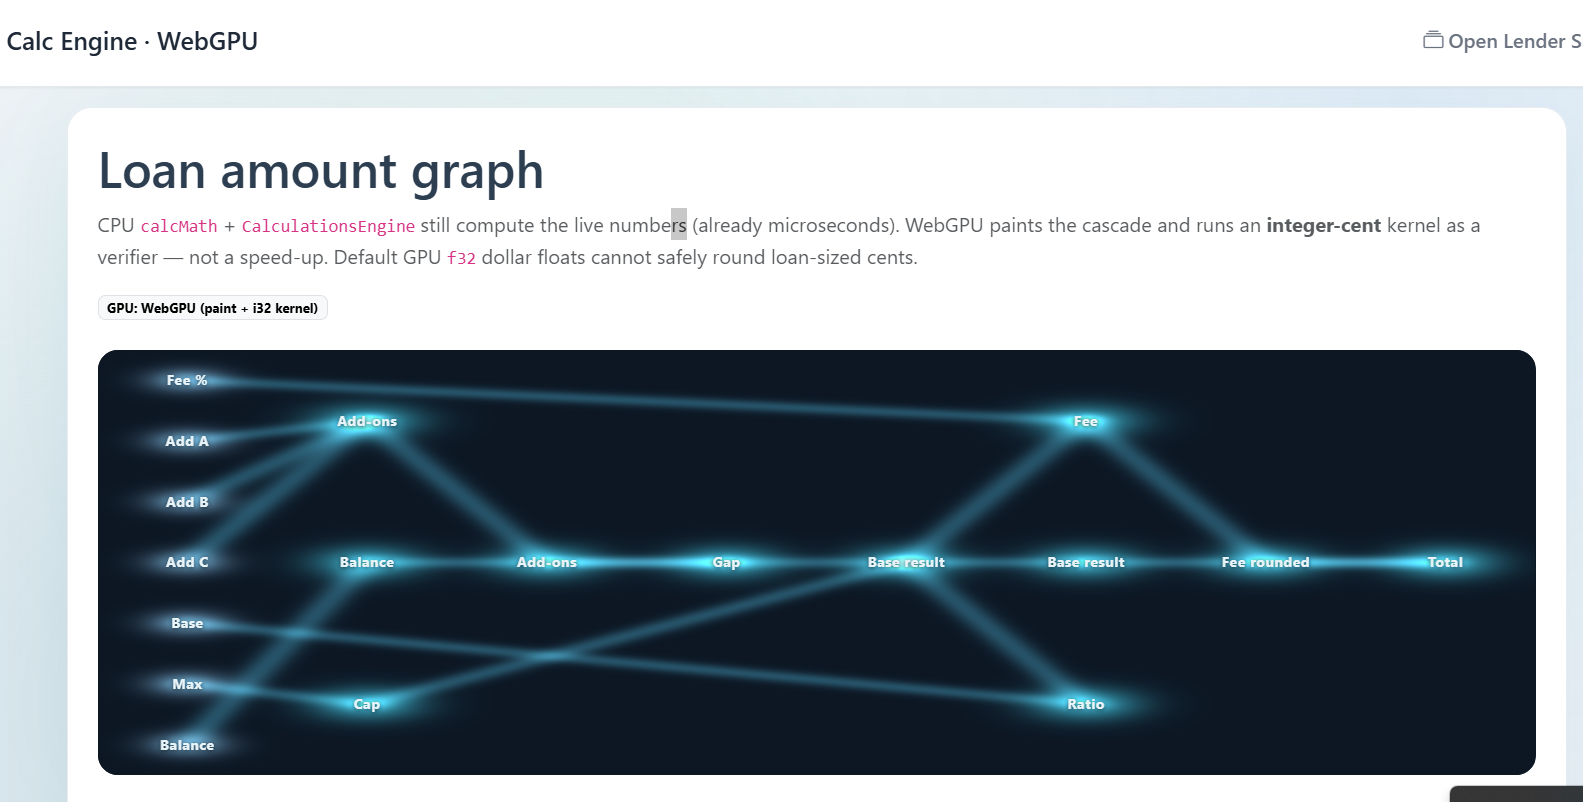 Calc Engine · WebGPU
Open Lender S
Loan amount graph
CPU calcMath + CalculationsEngine still compute the live numbers (already microseconds). WebGPU paints the cascade and runs an integer-cent kernel as a
verifier — not a speed-up. Default GPU f32 dollar floats cannot safely round loan-sized cents.
GPU: WebGPU (paint + i32 kernel)
Fee %
Add-ons
Fee
Add A
Add B
Add C
Balance
Add-ons
Gap
Base result
Base result
Fee rounded
Total
Base
Max
Cap
Ratio
Balance